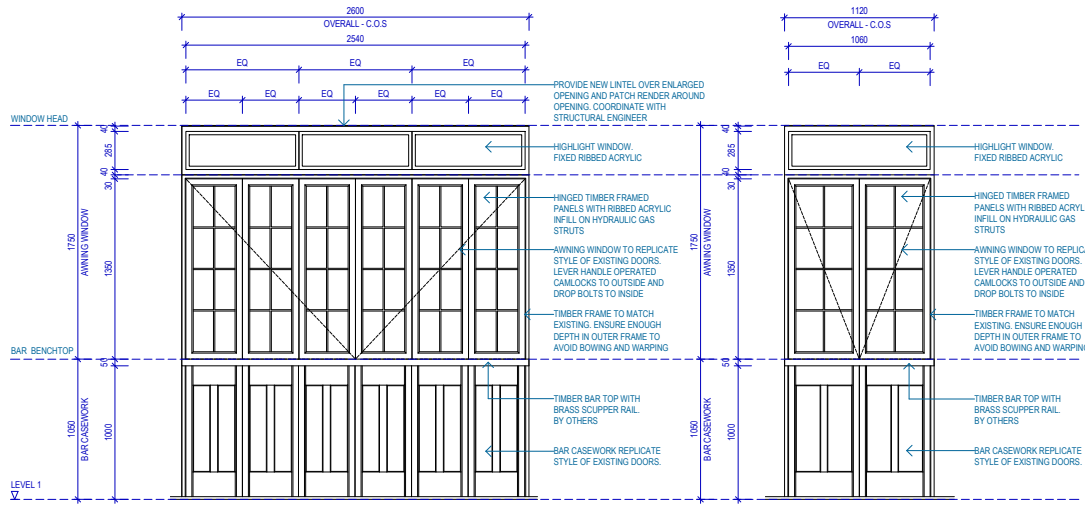 2600
OVERALL - C.O.S
2540
EQ EQ EQ
EQ EQ EQ EQ EQ EQ
WINDOW HEAD
BAR BENCHTOP
LEVEL 1
1750
AWNING WINDOW
1050
BAR CASEWORK
40
285
40
30
1350
50
1000
PROVIDE NEW LINTEL OVER ENLARGED
OPENING AND PATCH RENDER AROUND
OPENING. COORDINATE WITH
STRUCTURAL ENGINEER
HIGHLIGHT WINDOW.
FIXED RIBBED ACRYLIC
HINGED TIMBER FRAMED
PANELS WITH RIBBED ACRYLIC
INFILL ON HYDRAULIC GAS
STRUTS
AWNING WINDOW TO REPLICATE
STYLE OF EXISTING DOORS.
LEVER HANDLE OPERATED
CAMLOCKS TO OUTSIDE AND
DROP BOLTS TO INSIDE
TIMBER FRAME TO MATCH
EXISTING. ENSURE ENOUGH
DEPTH IN OUTER FRAME TO
AVOID BOWING AND WARPING
TIMBER BAR TOP WITH
BRASS SCUPPER RAIL.
BY OTHERS
BAR CASEWORK REPLICATE
STYLE OF EXISTING DOORS.
1120
OVERALL - C.O.S
1060
EQ EQ
1750
AWNING WINDOW
1050
BAR CASEWORK
40
285
40
30
1350
50
1000
HIGHLIGHT WINDOW.
FIXED RIBBED ACRYLIC
HINGED TIMBER FRAMED
PANELS WITH RIBBED ACRYL
INFILL ON HYDRAULIC GAS
STRUTS
AWNING WINDOW TO REPLICA
STYLE OF EXISTING DOORS.
LEVER HANDLE OPERATED
CAMLOCKS TO OUTSIDE AND
DROP BOLTS TO INSIDE
TIMBER FRAME TO MATCH
EXISTING. ENSURE ENOUGH
DEPTH IN OUTER FRAME TO
AVOID BOWING AND WARPING
TIMBER BAR TOP WITH
BRASS SCUPPER RAIL.
BY OTHERS
BAR CASEWORK REPLICATE
STYLE OF EXISTING DOORS.